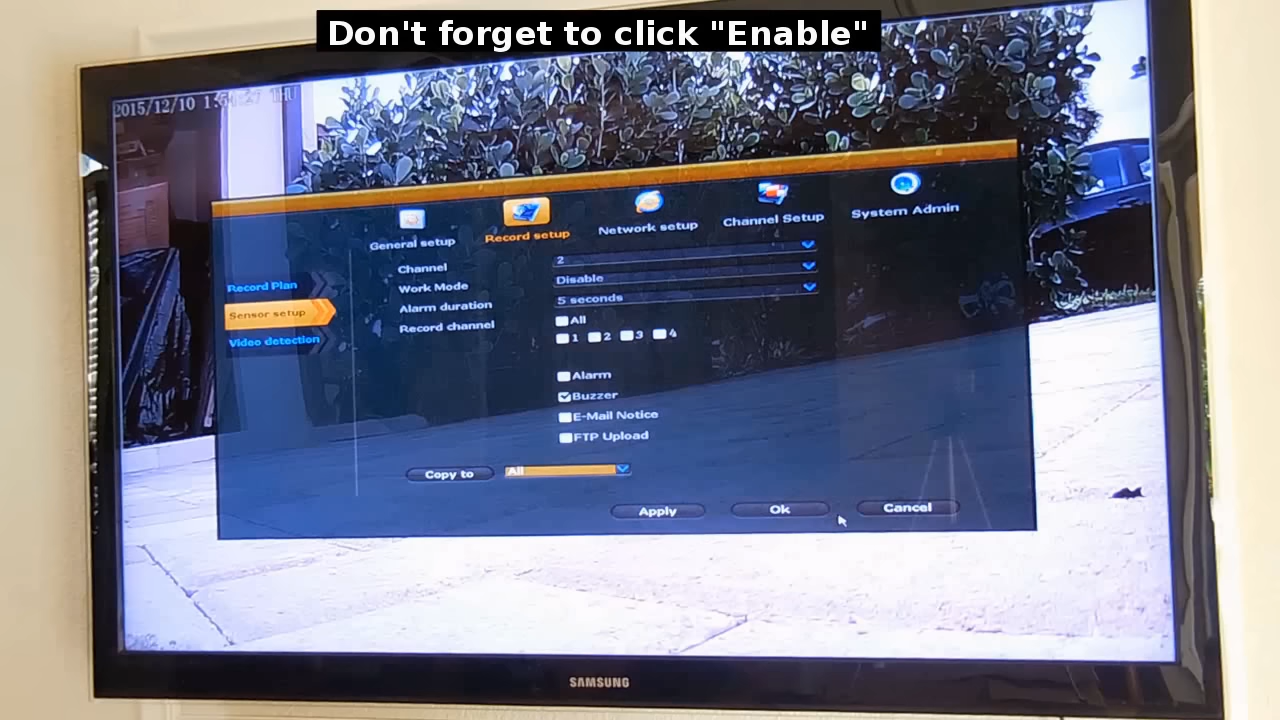 Don't forget to click "Enable"
2015/12/10 THU
General setup
Record setup
Network setup
Channel Setup
System Admin
Record Plan
Sensor setup
Video detection
Channel
2
Work Mode
Disable
Alarm duration
5 seconds
Record channel
All
1 2 3 4
Alarm
Buzzer
E-Mail Notice
FTP Upload
Copy to
All
Apply
Ok
Cancel
SAMSUNG